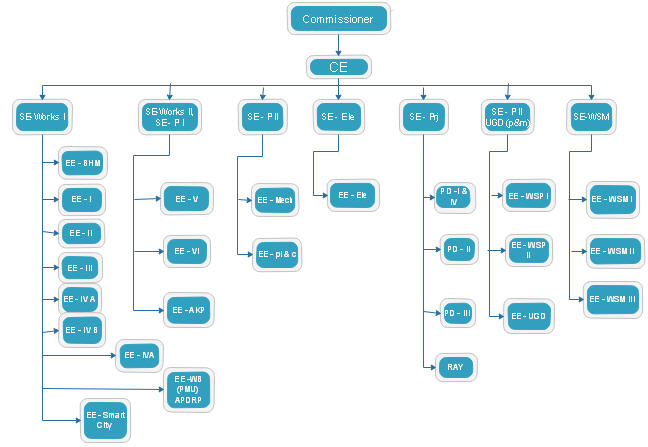 Commissioner
CE
SE-Works I
SE-Works II,
SE- P I
SE- P II
SE - Ele
SE - Prj
SE - P II
UGD (p&m)
SE-WSM
EE - BHM
EE - I
EE - II
EE - III
EE - IV A
EE - IV B
EE - IVA
EE -WB
(PMU)
APDRP
EE - Smart
City
EE - V
EE - VI
EE - AKP
EE - Mech
EE - pl & c
EE - Ele
PD - I &
IV
PD - II
PD - III
RAY
EE - WSP I
EE - WSP
II
EE - UGD
EE - WSM I
EE - WSM II
EE - WSM III